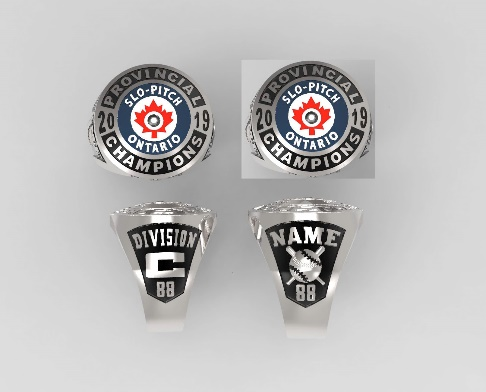 PROVINCIAL
SLO-PITCH
20 19
ONTARIO
CHAMPIONS
PROVINCIAL
SLO-PITCH
20 19
ONTARIO
CHAMPIONS
DIVISION
C
88
NAME
88